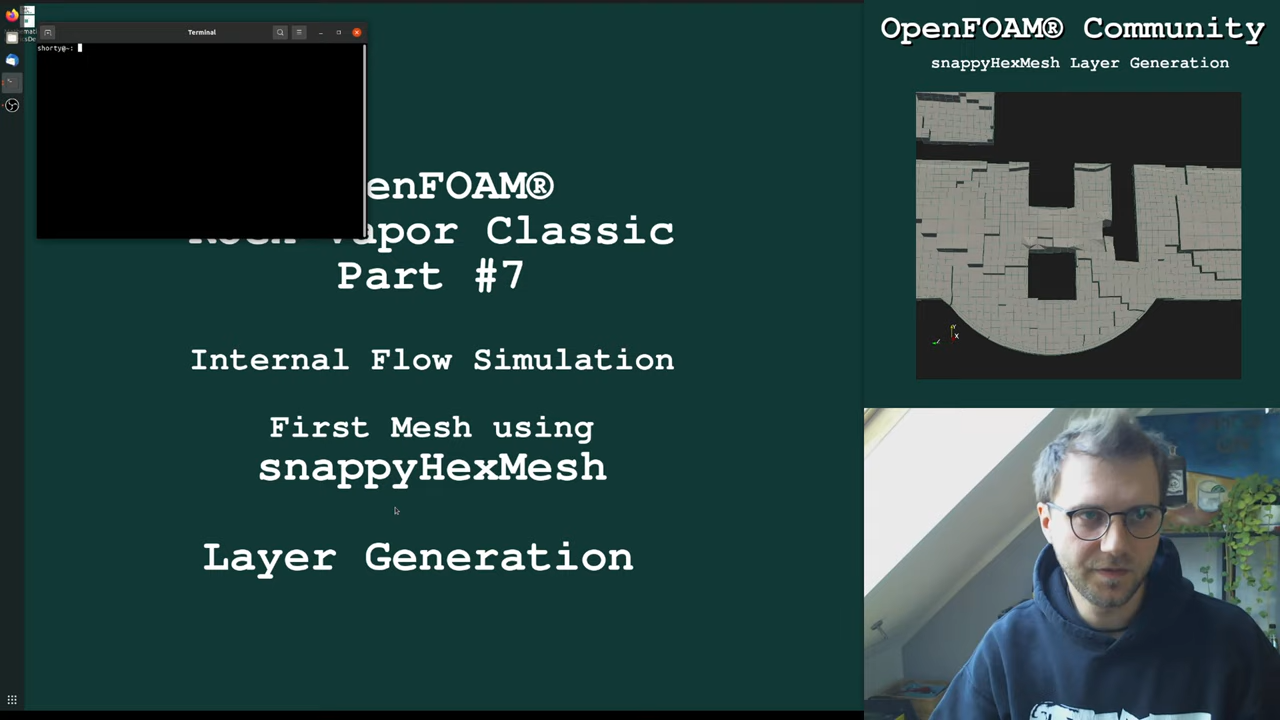 Terminal
shorty@~:
OpenFOAM® Community
snappyHexMesh Layer Generation
enFOAM®
Vapor Classic
Part #7
Internal Flow Simulation
First Mesh using
snappyHexMesh
Layer Generation
Y
X